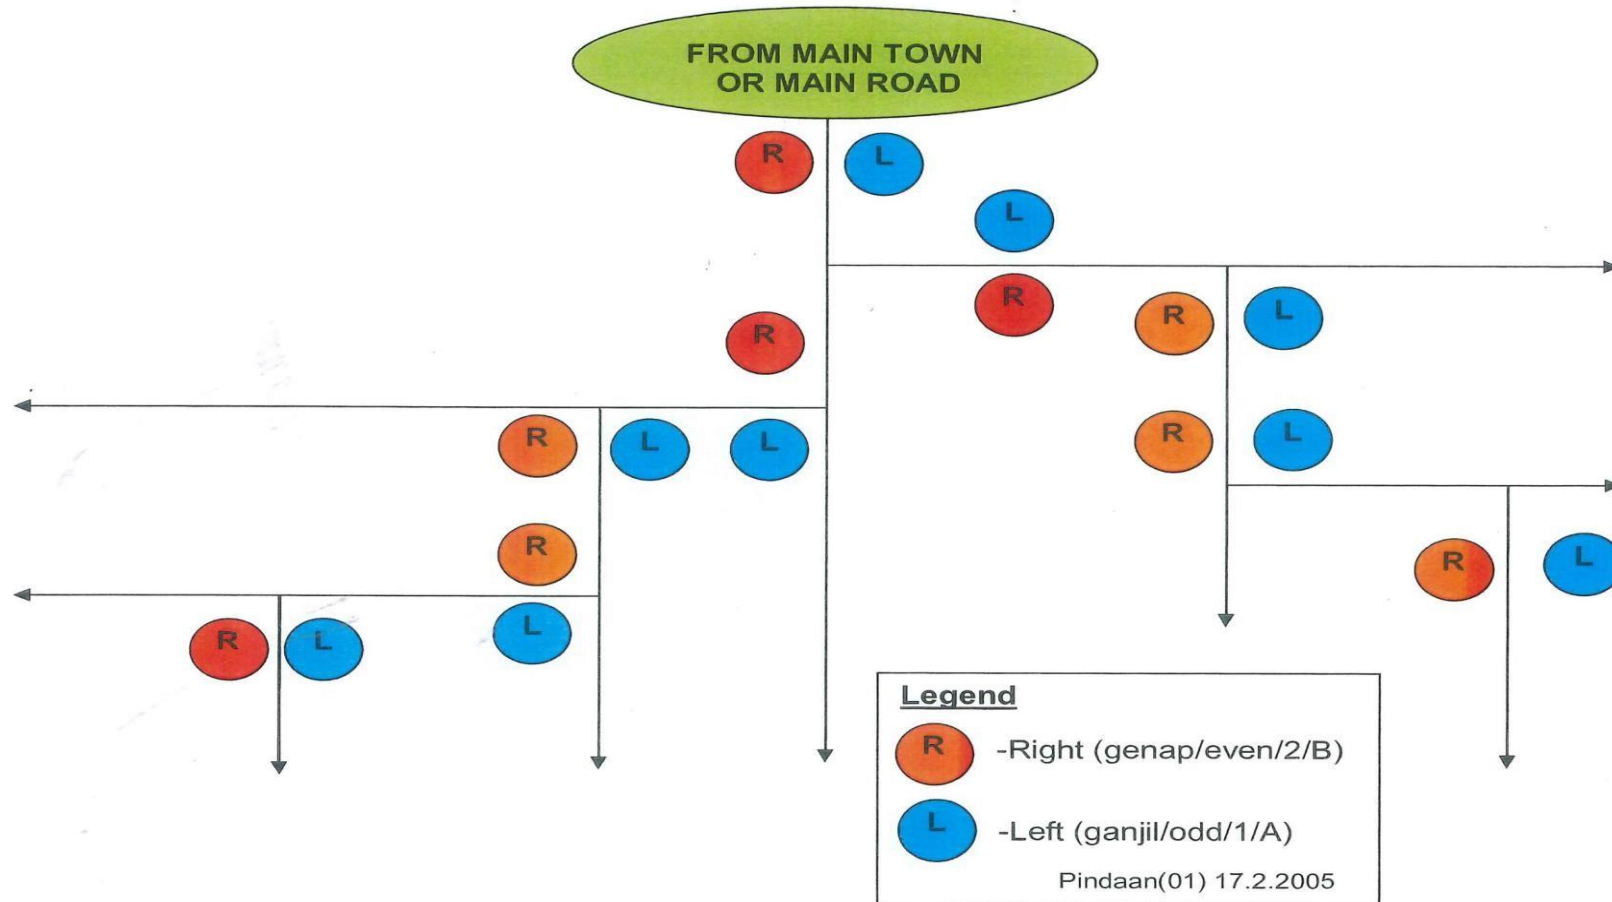 FROM MAIN TOWN
OR MAIN ROAD
R
L
L
R
R
L
R
R
L
L
R
L
R
R
L
R
L
L
Legend
R -Right (genap/even/2/B)
L -Left (ganjil/odd/1/A)
Pindaan(01) 17.2.2005